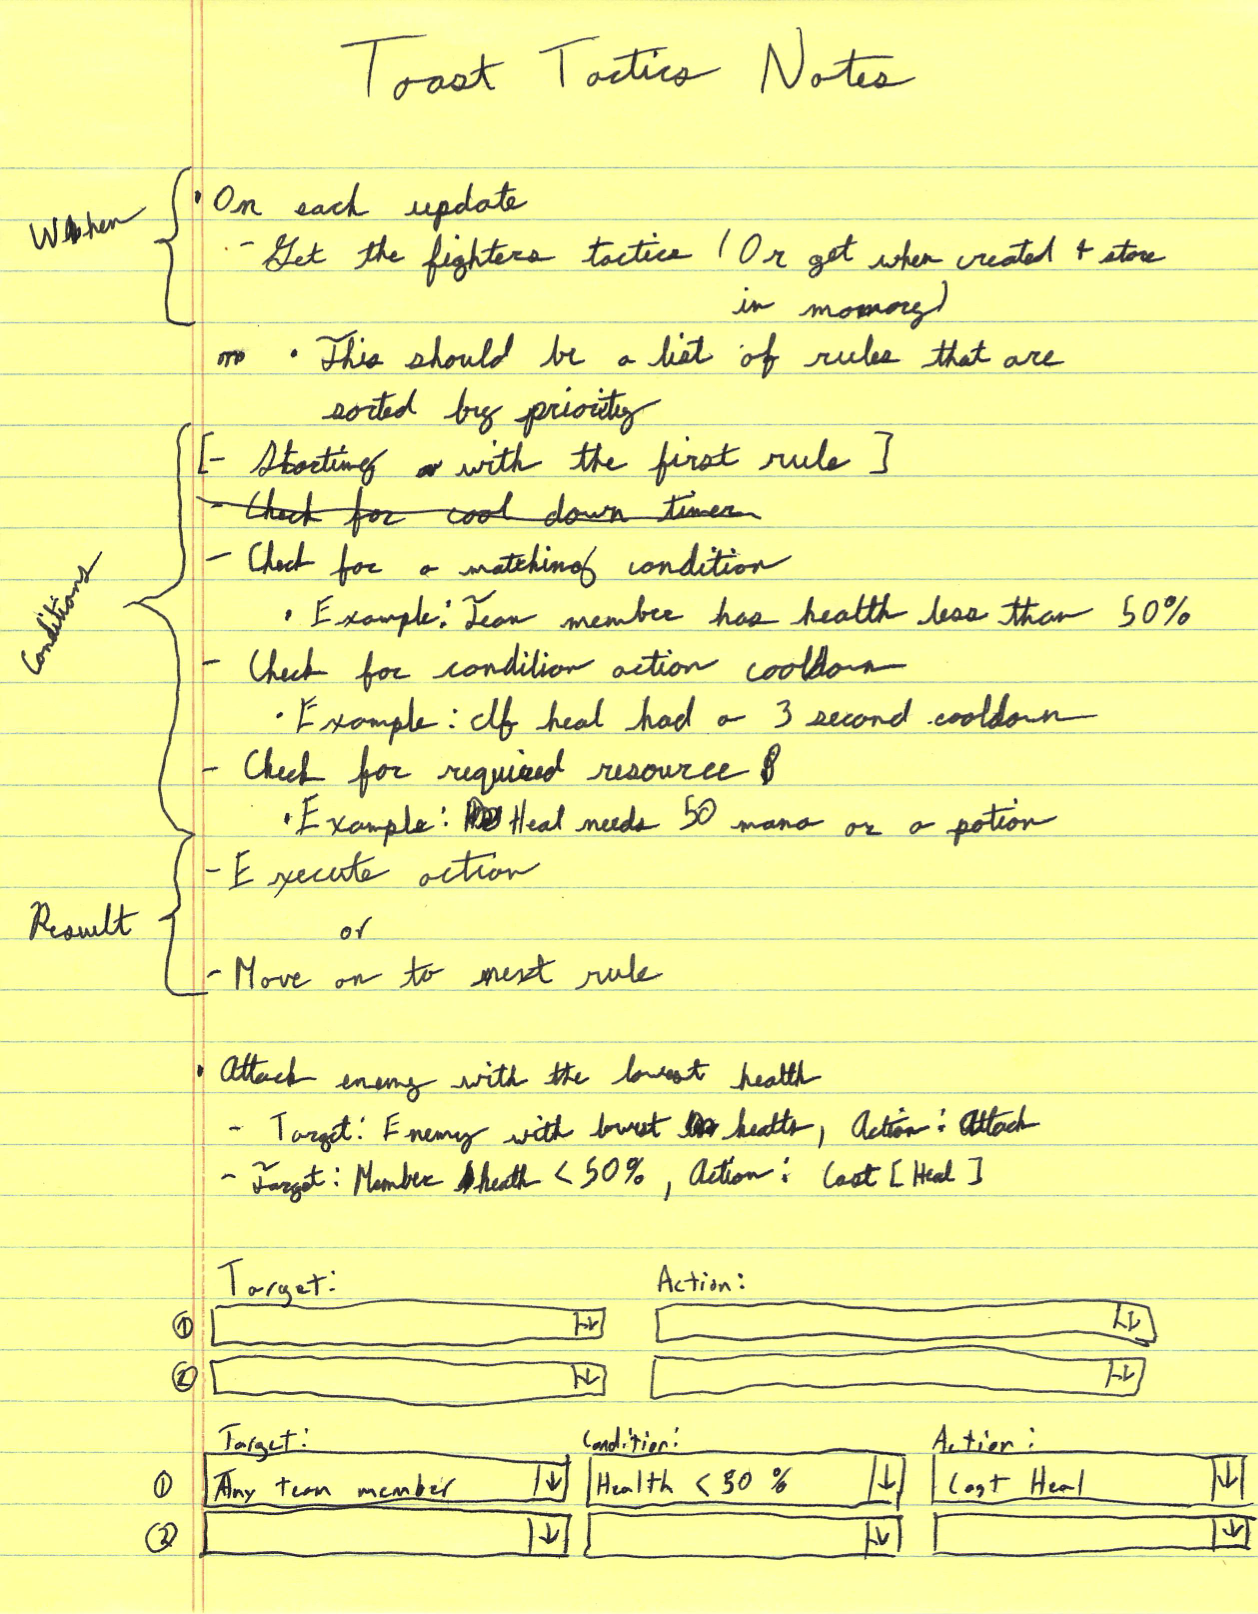 Toast Tactics Notes
When
• On each update
- Get the fighters tactics (Or get when created + store
in momory)
• This should be a list of rules that are
sorted by priority
Conditions
[- Starting with the first rule ]
- Check for cool down timer
- Check for a matching condition
• Example: Team member has health less than 50%
- Check for condition action cooldown
• Example: If heal had a 3 second cooldown
- Check for required resource
• Example: Heal needs 50 mana or a potion
Result
- Execute action
or
- Move on to next rule
• Attack enemy with the lowest health
- Target: Enemy with lowest health, Action: Attack
- Target: Member heath < 50%, Action: Cast [Heal]
Target: Action:
①
②
Target: Condition: Action:
① Any team member Health < 50 % Cast Heal
②